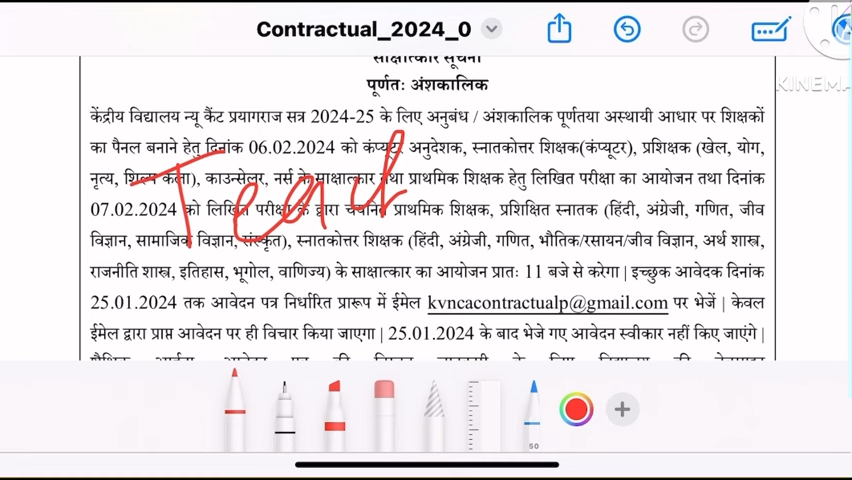 Contractual_2024_0
KINEMA
साक्षात्कार सूचना
पूर्णतः अंशकालिक
केंद्रीय विद्यालय न्यू कैंट प्रयागराज सत्र 2024-25 के लिए अनुबंध / अंशकालिक पूर्णतया अस्थायी आधार पर शिक्षकों
का पैनल बनाने हेतु दिनांक 06.02.2024 को कंप्यूटर अनुदेशक, स्नातकोत्तर शिक्षक(कंप्यूटर), प्रशिक्षक (खेल, योग,
नृत्य, शिल्प कला), काउन्सेलर, नर्स के साक्षात्कार तथा प्राथमिक शिक्षक हेतु लिखित परीक्षा का आयोजन तथा दिनांक
07.02.2024 को लिखित परीक्षा के द्वारा चयनित प्राथमिक शिक्षक, प्रशिक्षित स्नातक (हिंदी, अंग्रेजी, गणित, जीव
विज्ञान, सामाजिक विज्ञान, संस्कृत), स्नातकोत्तर शिक्षक (हिंदी, अंग्रेजी, गणित, भौतिक/रसायन/जीव विज्ञान, अर्थ शास्त्र,
राजनीति शास्त्र, इतिहास, भूगोल, वाणिज्य) के साक्षात्कार का आयोजन प्रातः 11 बजे से करेगा | इच्छुक आवेदक दिनांक
25.01.2024 तक आवेदन पत्र निर्धारित प्रारूप में ईमेल kvncacontractualp@gmail.com पर भेजें | केवल
ईमेल द्वारा प्राप्त आवेदन पर ही विचार किया जाएगा | 25.01.2024 के बाद भेजे गए आवेदन स्वीकार नहीं किए जाएंगे |
Teach
50